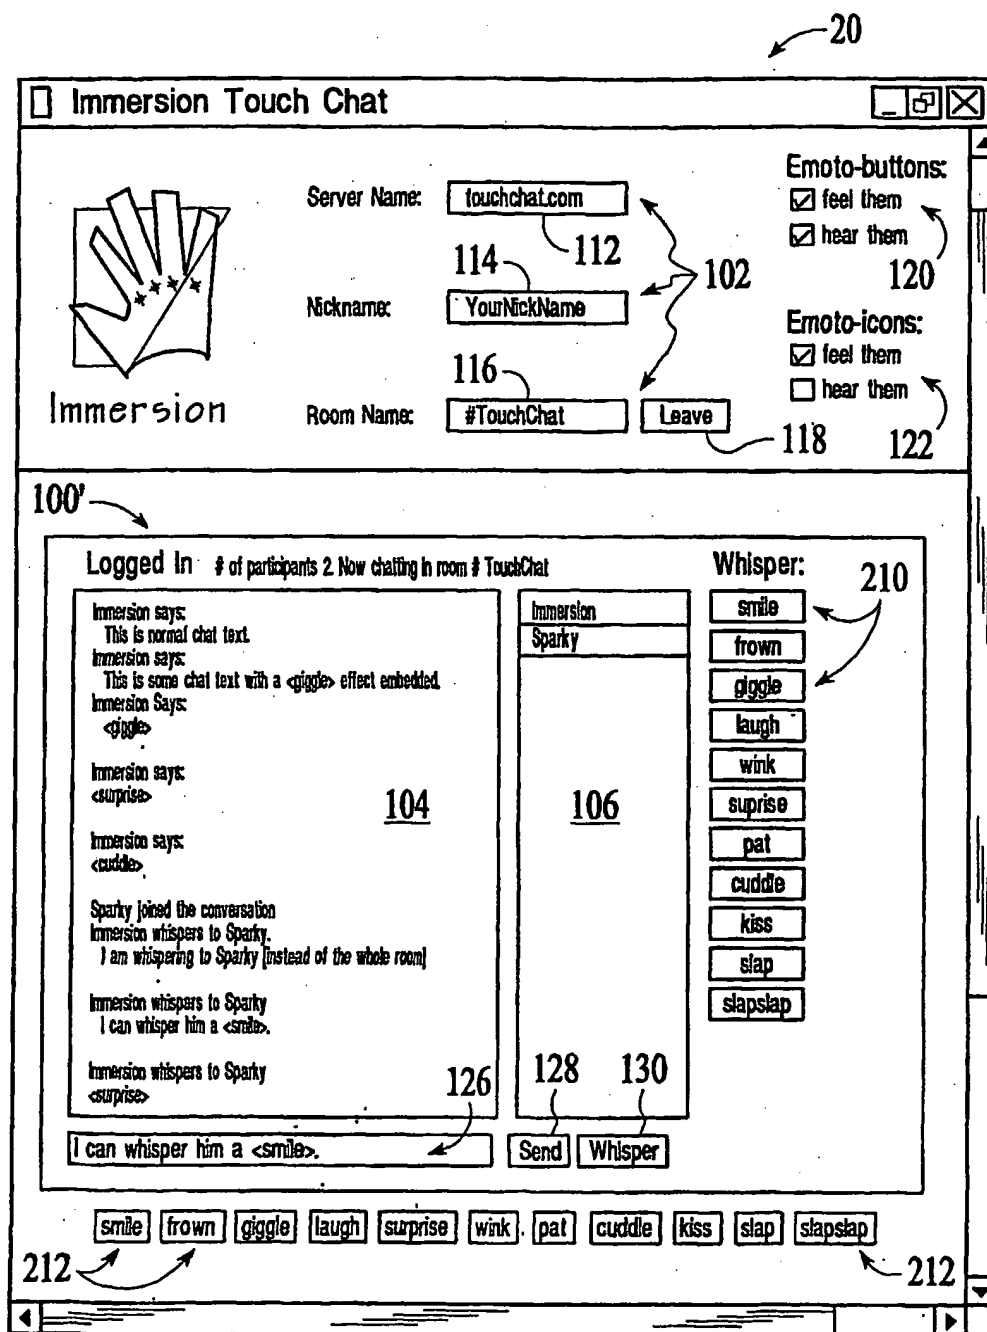 20
Immersion Touch Chat
Emoto-buttons:
Server Name: touchchat.com
feel them
hear them
112
114
102
120
Nickname: YourNickName
Emoto-icons:
feel them
116
hear them
Immersion
Room Name: #TouchChat Leave
118
122
100'
Logged In # of participants 2. Now chatting in room # TouchChat
Whisper:
210
Immersion says:
This is normal chat text.
Immersion says:
This is some chat text with a <giggle> effect embedded.
Immersion Says:
<giggle>
Immersion says:
<surprise>
104
Immersion says:
<cuddle>
Sparky joined the conversation
Immersion whispers to Sparky.
I am whispering to Sparky [instead of the whole room]
Immersion whispers to Sparky
I can whisper him a <smile>.
Immersion whispers to Sparky
<surprise>
126
Immersion
Sparky
106
128 130
smile
frown
giggle
laugh
wink
suprise
pat
cuddle
kiss
slap
slapslap
I can whisper him a <smile>. Send Whisper
smile frown giggle laugh surprise wink pat cuddle kiss slap slapslap
212 212